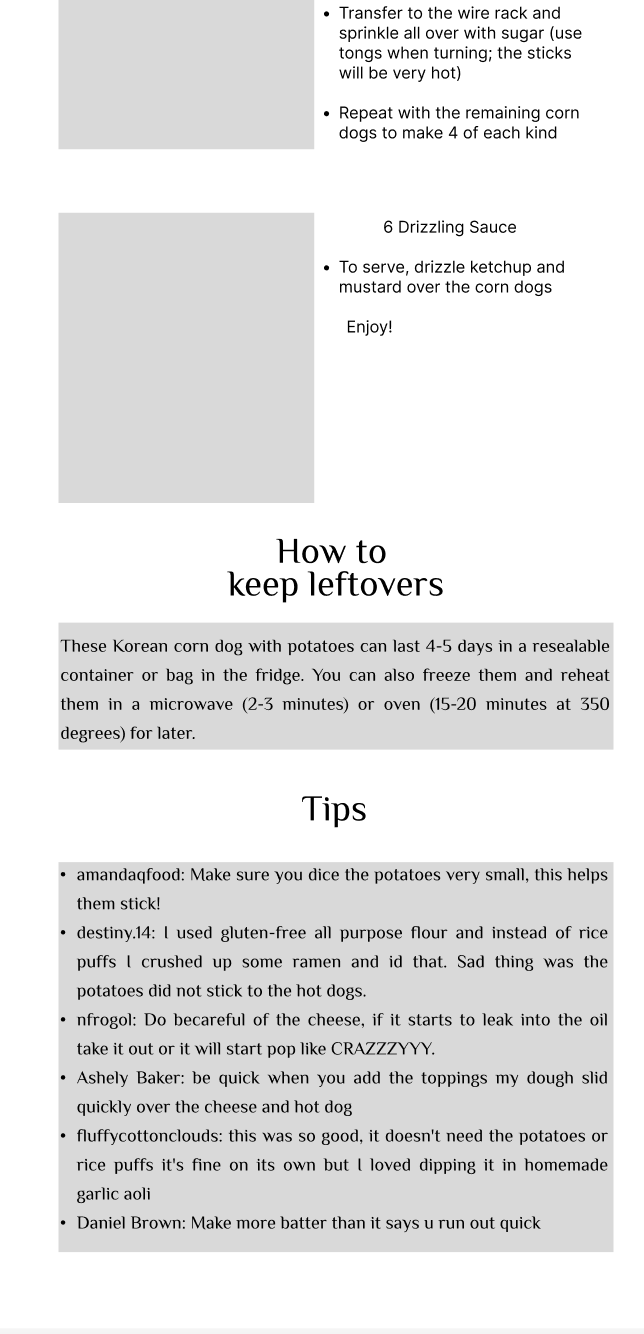 • Transfer to the wire rack and
sprinkle all over with sugar (use
tongs when turning; the sticks
will be very hot)
• Repeat with the remaining corn
dogs to make 4 of each kind
6 Drizzling Sauce
• To serve, drizzle ketchup and
mustard over the corn dogs
Enjoy!
How to
keep leftovers
These Korean corn dog with potatoes can last 4-5 days in a resealable
container or bag in the fridge. You can also freeze them and reheat
them in a microwave (2-3 minutes) or oven (15-20 minutes at 350
degrees) for later.
Tips
• amandaqfood: Make sure you dice the potatoes very small, this helps
them stick!
• destiny.14: I used gluten-free all purpose flour and instead of rice
puffs I crushed up some ramen and id that. Sad thing was the
potatoes did not stick to the hot dogs.
• nfrogol: Do becareful of the cheese, if it starts to leak into the oil
take it out or it will start pop like CRAZZZYYY.
• Ashely Baker: be quick when you add the toppings my dough slid
quickly over the cheese and hot dog
• fluffycottonclouds: this was so good, it doesn't need the potatoes or
rice puffs it's fine on its own but I loved dipping it in homemade
garlic aoli
• Daniel Brown: Make more batter than it says u run out quick